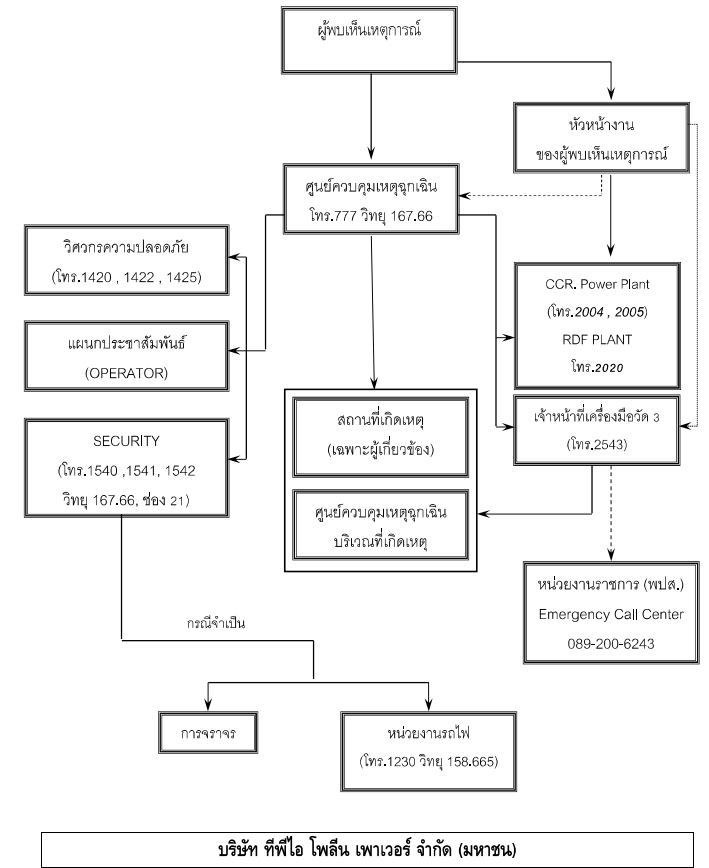 ผู้พบเห็นเหตุการณ์
หัวหน้างาน
ของผู้พบเห็นเหตุการณ์
ศูนย์ควบคุมเหตุฉุกเฉิน
โทร.777 วิทยุ 167.66
วิศวกรความปลอดภัย
(โทร.1420 , 1422 , 1425)
CCR. Power Plant
(โทร.2004 , 2005)
RDF PLANT
โทร.2020
แผนกประชาสัมพันธ์
(OPERATOR)
สถานที่เกิดเหตุ
(เฉพาะผู้เกี่ยวข้อง)
เจ้าหน้าที่เครื่องมือวัด 3
(โทร.2543)
SECURITY
(โทร.1540 ,1541, 1542
วิทยุ 167.66, ช่อง 21)
ศูนย์ควบคุมเหตุฉุกเฉิน
บริเวณที่เกิดเหตุ
หน่วยงานราชการ (พปส.)
Emergency Call Center
089-200-6243
กรณีจำเป็น
การจราจร
หน่วยงานรถไฟ
(โทร.1230 วิทยุ 158.665)
บริษัท ทีพีไอ โพลีน เพาเวอร์ จำกัด (มหาชน)